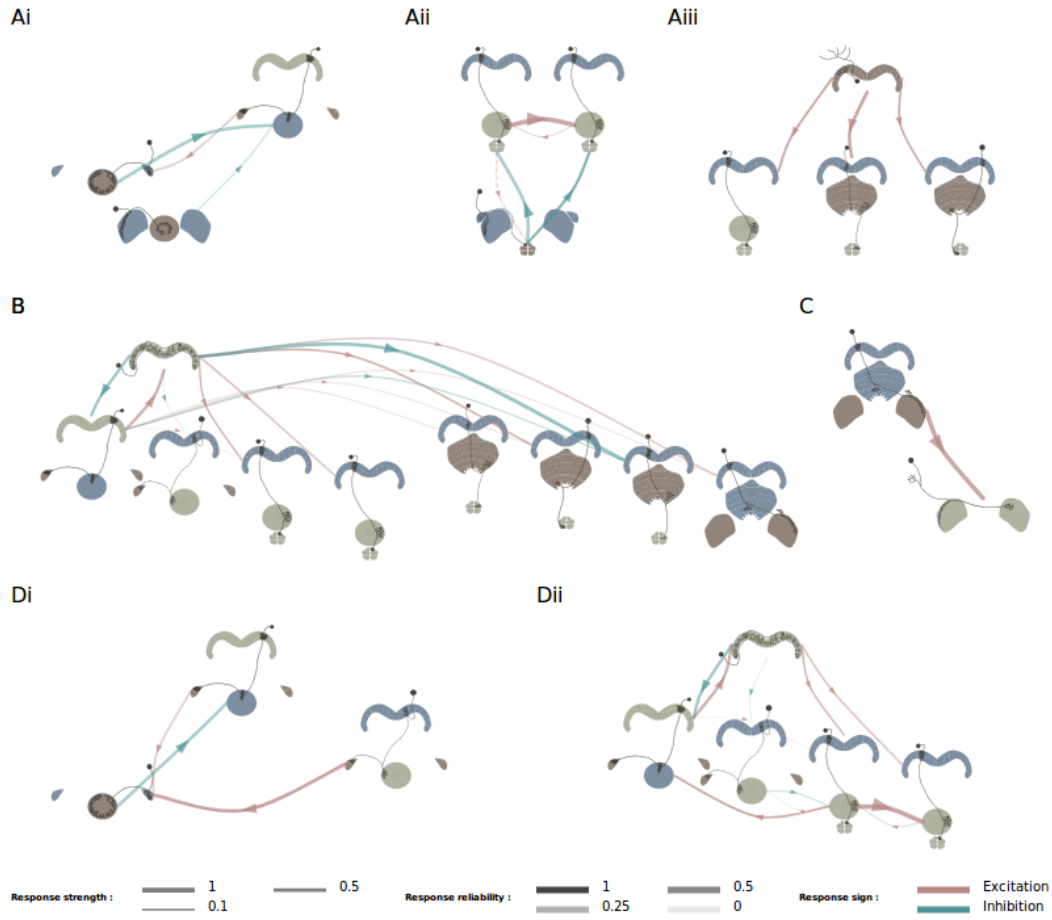 Ai
Aii
Aiii
B
C
Di
Dii
Response strength :
1
0.5
0.1
Response reliability :
1
0.5
0.25
0
Response sign :
Excitation
Inhibition